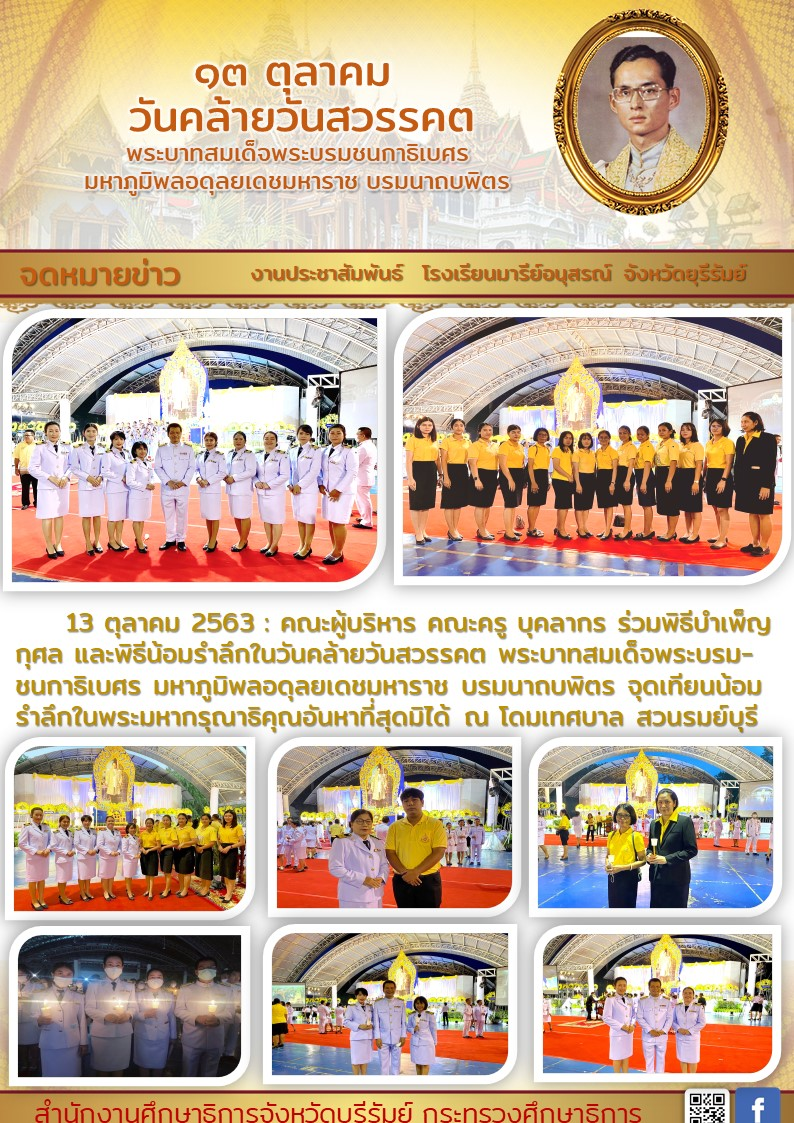 ๑๓ ตุลาคม
วันคล้ายวันสวรรคต
พระบาทสมเด็จพระบรมชนกาธิเบศร
มหาภูมิพลอดุลยเดชมหาราช บรมนาถบพิตร
จดหมายข่าว งานประชาสัมพันธ์ โรงเรียนมารีย์อนุสรณ์ จังหวัดยุรีรัมย์
13 ตุลาคม 2563 : คณะผู้บริหาร คณะครู บุคลากร ร่วมพิธีบำเพ็ญ
กุศล และพิธีน้อมรำลึกในวันคล้ายวันสวรรคต พระบาทสมเด็จพระบรม-
ชนกาธิเบศร มหาภูมิพลอดุลยเดชมหาราช บรมนาถบพิตร จุดเทียนน้อม
รำลึกในพระมหากรุณาธิคุณอันหาที่สุดมิได้ ณ โดมเทศบาล สวนรมย์บุรี
สำนักงานศึกษาธิการจังหวัดบุรีรัมย์ กระทรวงศึกษาธิการ
f